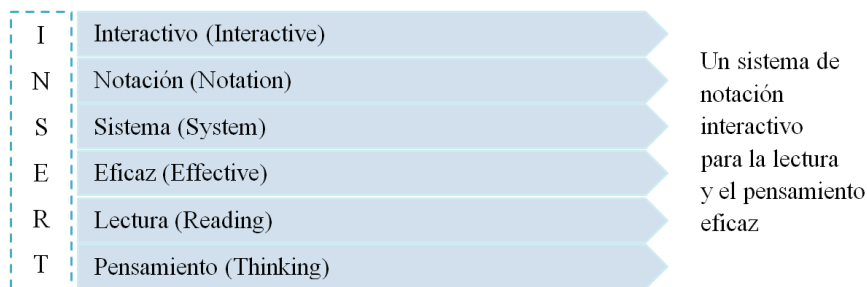 I Interactivo (Interactive)
N Notación (Notation)
S Sistema (System)
E Eficaz (Effective)
R Lectura (Reading)
T Pensamiento (Thinking)
Un sistema de
notación
interactivo
para la lectura
y el pensamiento
eficaz